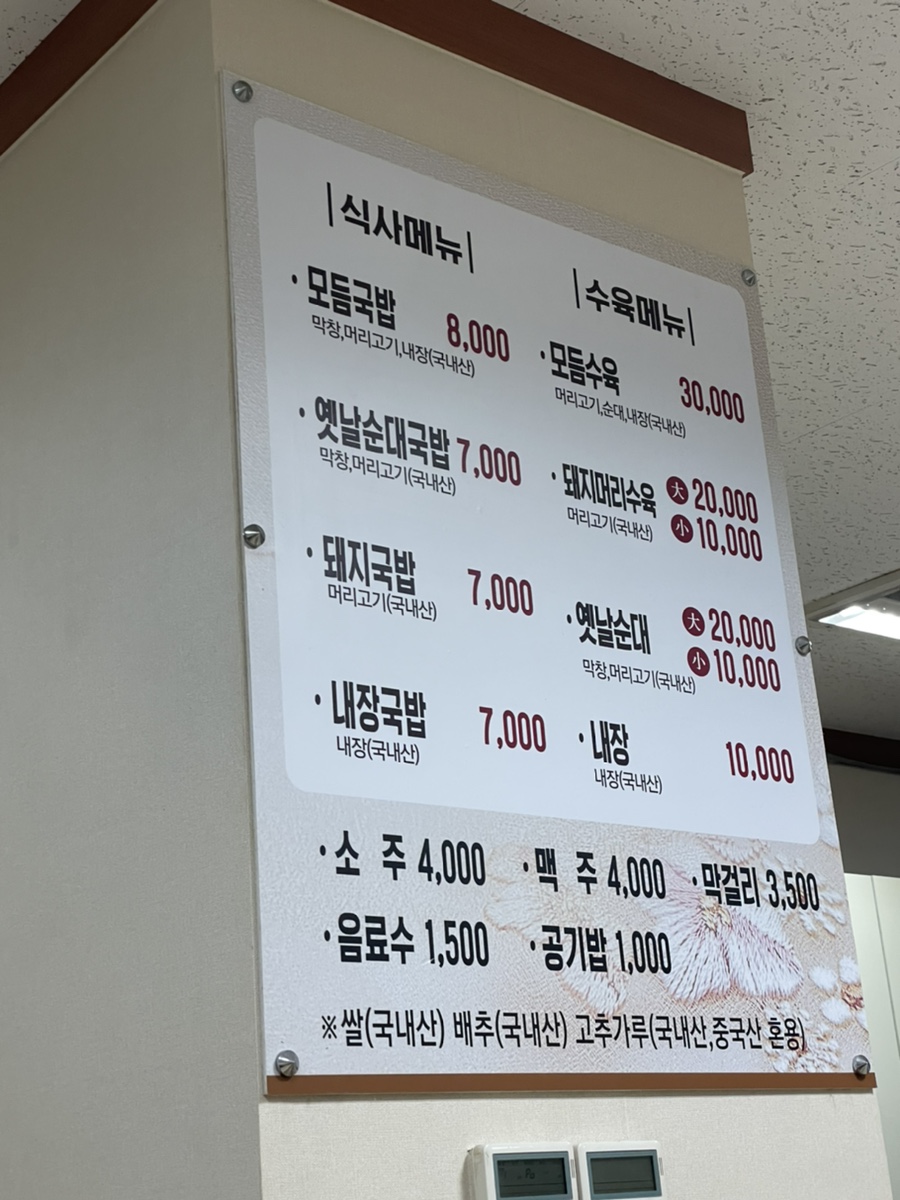 |식사메뉴|
·모듬국밥 8,000
막창,머리고기,내장(국내산)
·옛날순대국밥 7,000
막창,머리고기(국내산)
·돼지국밥 7,000
머리고기(국내산)
·내장국밥 7,000
내장(국내산)
|수육메뉴|
·모듬수육 30,000
머리고기,순대,내장(국내산)
·돼지머리수육 大 20,000
小 10,000
머리고기(국내산)
·옛날순대 大 20,000
小 10,000
막창,머리고기(국내산)
·내장 10,000
내장(국내산)
·소 주 4,000 ·맥 주 4,000 ·막걸리 3,500
·음료수 1,500 ·공기밥 1,000
※쌀(국내산) 배추(국내산) 고추가루(국내산,중국산 혼용)